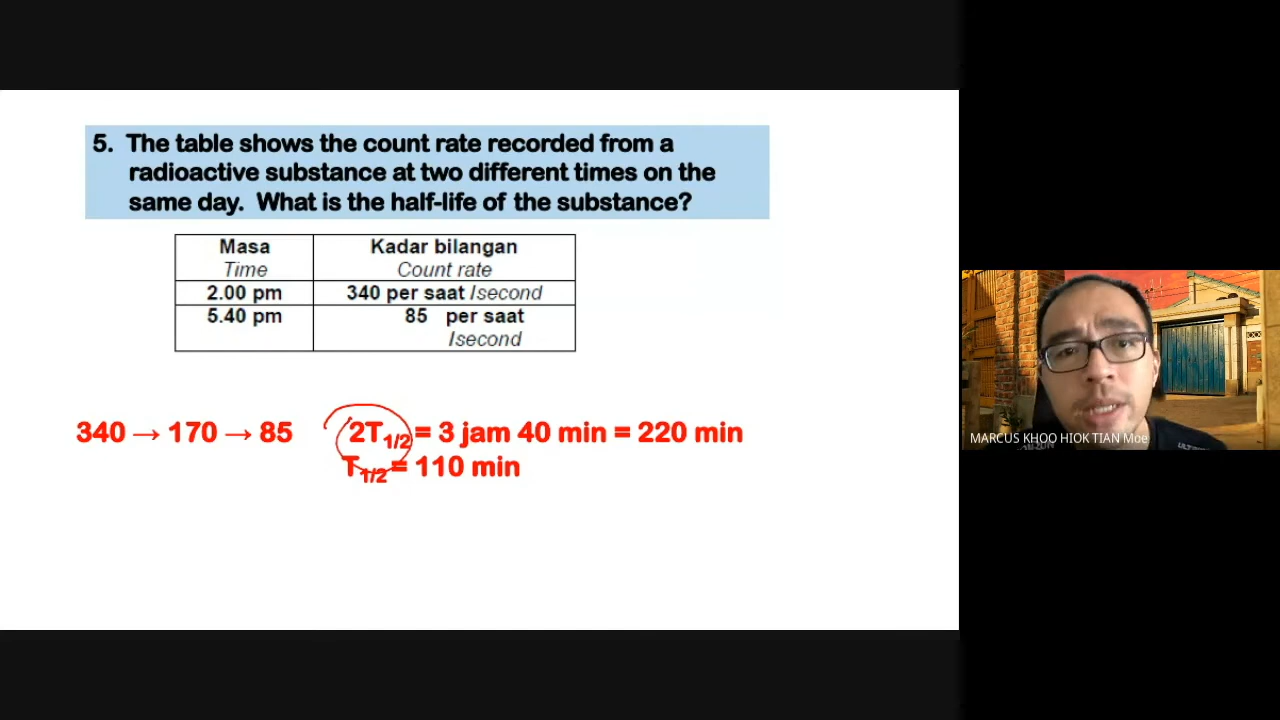 5. The table shows the count rate recorded from a
radioactive substance at two different times on the
same day. What is the half-life of the substance?
Masa Kadar bilangan
Time Count rate
2.00 pm 340 per saat /second
5.40 pm 85 per saat
/second
340 → 170 → 85 2T1/2 = 3 jam 40 min = 220 min
T1/2 = 110 min
MARCUS KHOO HIOK TIAN Moe